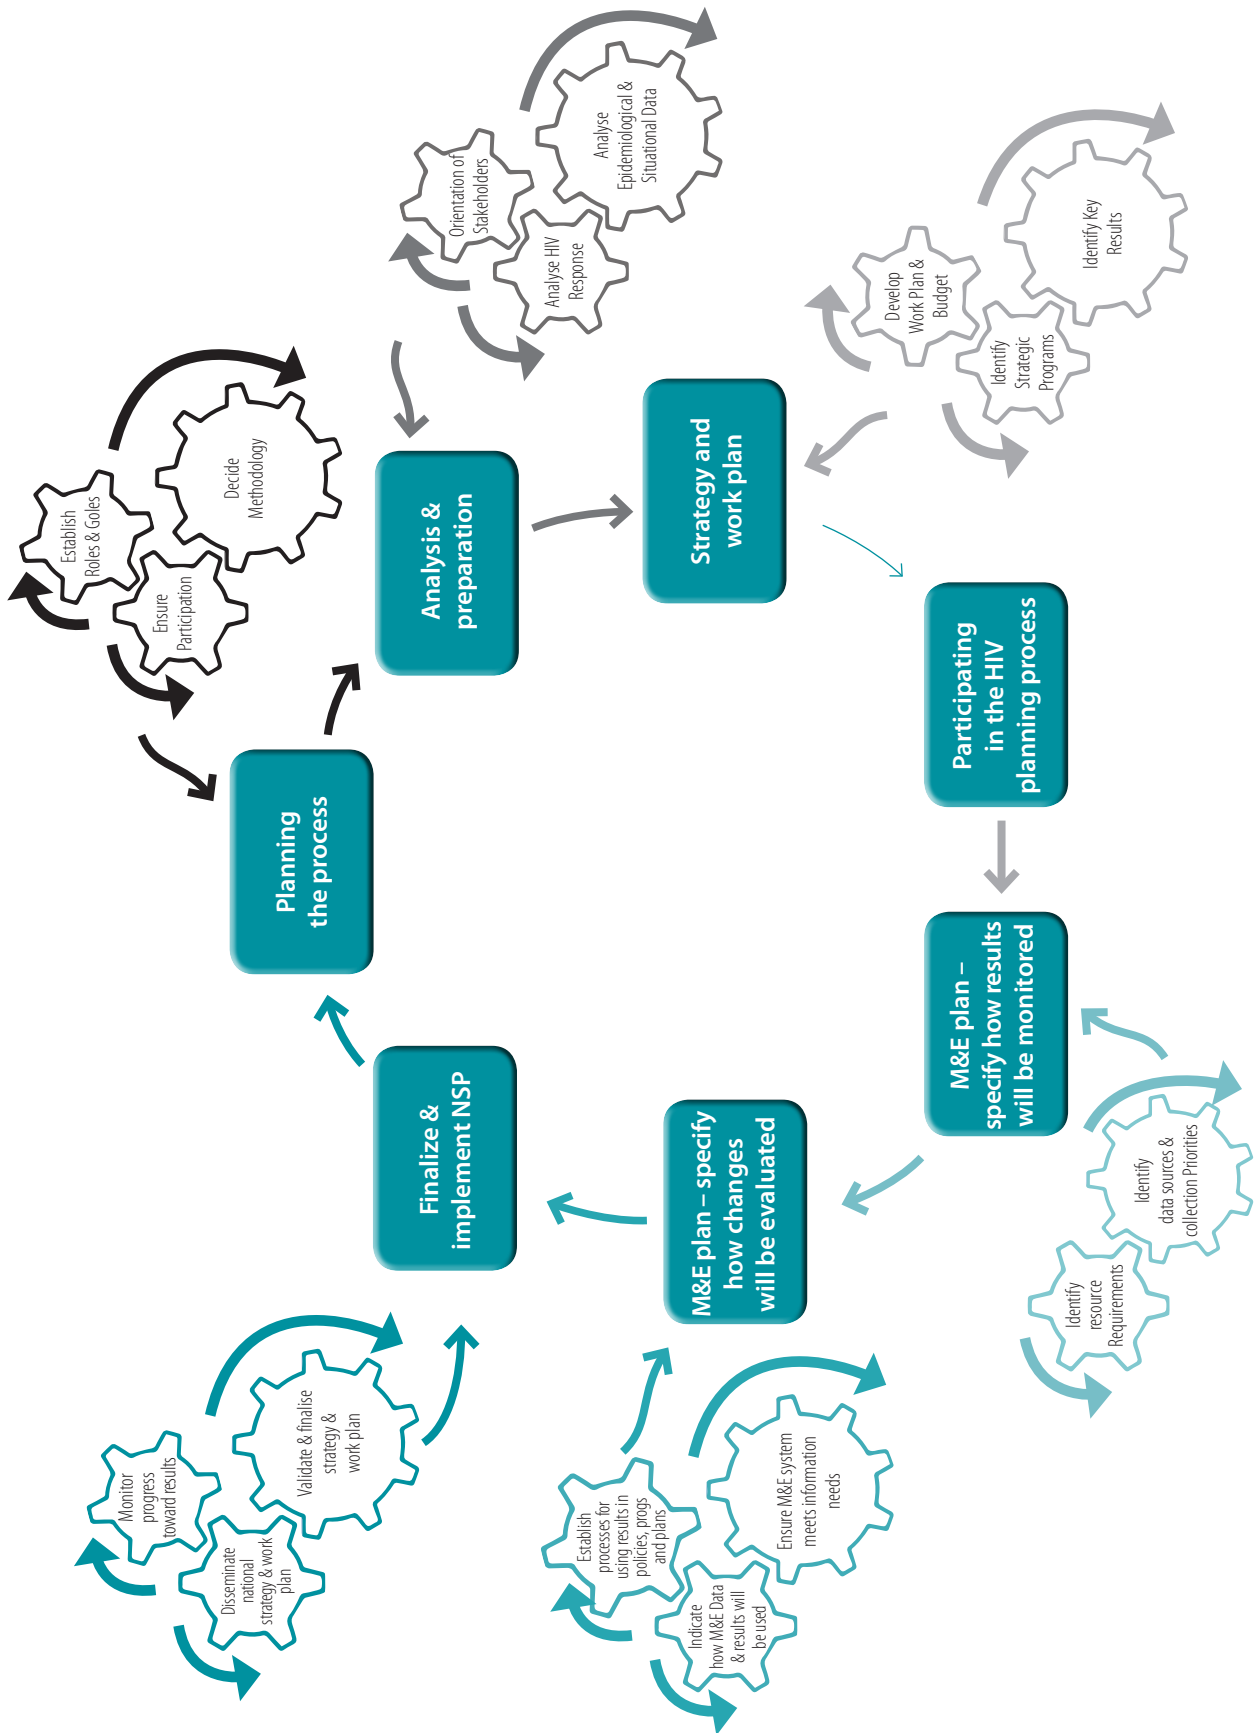 Planning
the process
Establish
Roles & Goles
Ensure
Participation
Decide
Methodology
Analysis &
preparation
Orientation of
Stakeholders
Analyse HIV
Response
Analyse
Epidemiological &
Situational Data
Strategy and
work plan
Develop
Work Plan &
Budget
Identify
Strategic
Programs
Identify Key
Results
Participating
in the HIV
planning process
M&E plan –
specify how results
will be monitored
Identify
data sources &
collection Priorities
Identify
resource
Requirements
M&E plan – specify
how changes
will be evaluated
Establish
processes for
using results in
policies, progs
and plans
Indicate
how M&E Data
& results will
be used
Ensure M&E system
meets information
needs
Finalize &
implement NSP
Monitor
progress
toward results
Disseminate
national
strategy & work
plan
Validate & finalise
strategy &
work plan